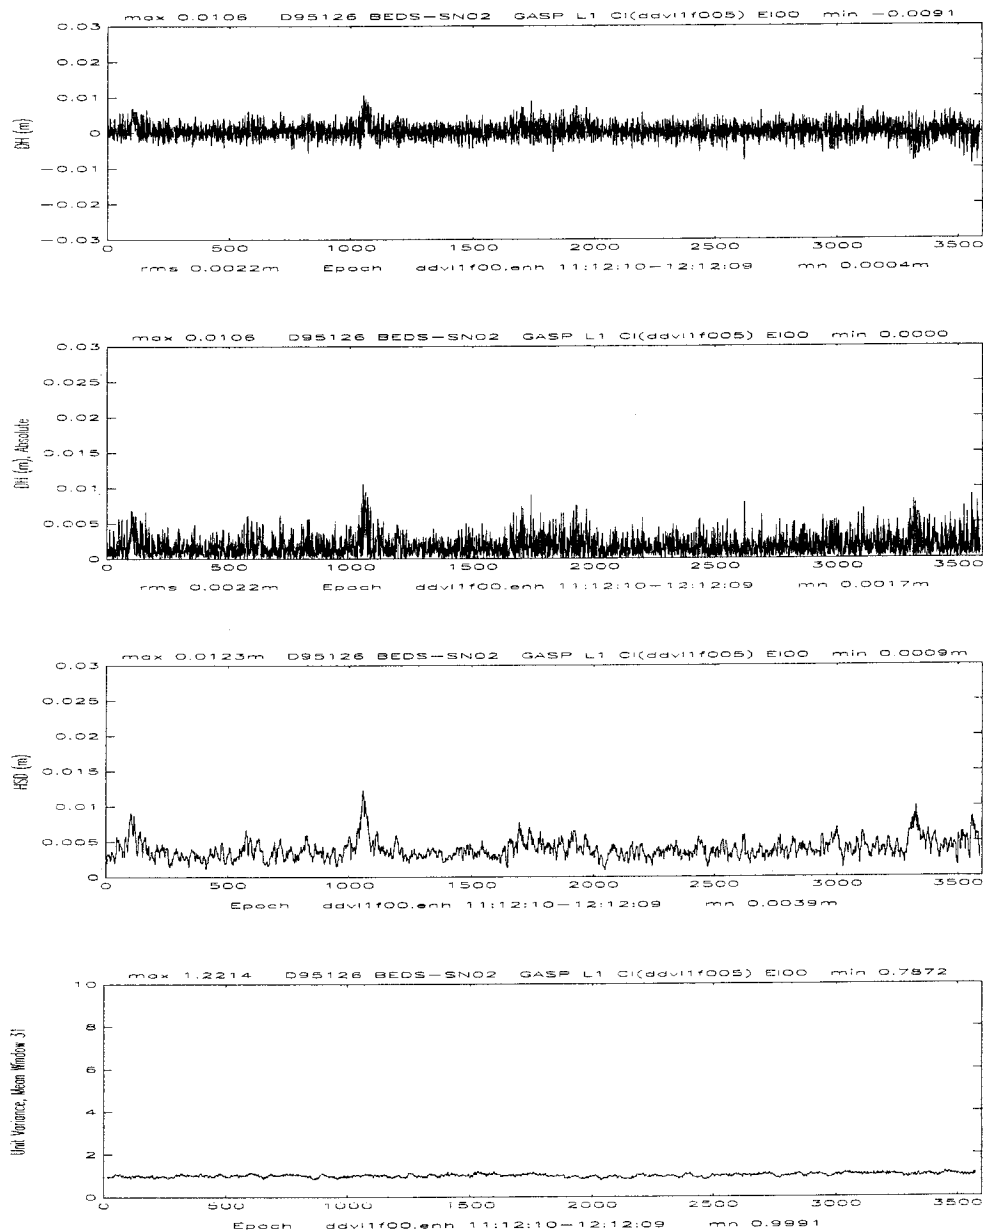 max 0.0106 D95126 BEDS-SN02 GASP L1 CI(ddvl1f005) EI00 min -0.0091
0.03
0.02
0.01
0
-0.01
-0.02
-0.03
DH (m)
0 500 1000 1500 2000 2500 3000 3500
rms 0.0022m Epoch ddvl1f00.enh 11:12:10-12:12:09 mn 0.0004m
max 0.0106 D95126 BEDS-SN02 GASP L1 CI(ddvl1f005) EI00 min 0.0000
0.03
0.025
0.02
0.015
0.01
0.005
0
DH (m), Absolute
0 500 1000 1500 2000 2500 3000 3500
rms 0.0022m Epoch ddvl1f00.enh 11:12:10-12:12:09 mn 0.0017m
max 0.0123m D95126 BEDS-SN02 GASP L1 CI(ddvl1f005) EI00 min 0.0009m
0.03
0.025
0.02
0.015
0.01
0.005
0
HSD (m)
0 500 1000 1500 2000 2500 3000 3500
Epoch ddvl1f00.enh 11:12:10-12:12:09 mn 0.0039m
max 1.2214 D95126 BEDS-SN02 GASP L1 CI(ddvl1f005) EI00 min 0.7872
10
8
6
4
2
0
Unit Variance, Mean Window 31
0 500 1000 1500 2000 2500 3000 3500
Epoch ddvl1f00.enh 11:12:10-12:12:09 mn 0.9991